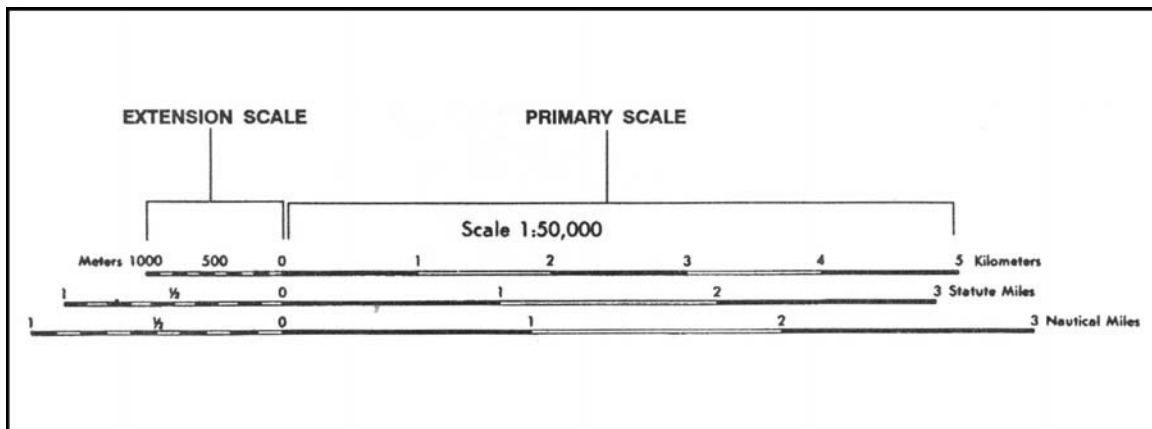 EXTENSION SCALE PRIMARY SCALE
Scale 1:50,000
Meters 1000 500 0 1 2 3 4 5 Kilometers
1 ½ 0 1 2 3 Statute Miles
1 ½ 0 1 2 3 Nautical Miles